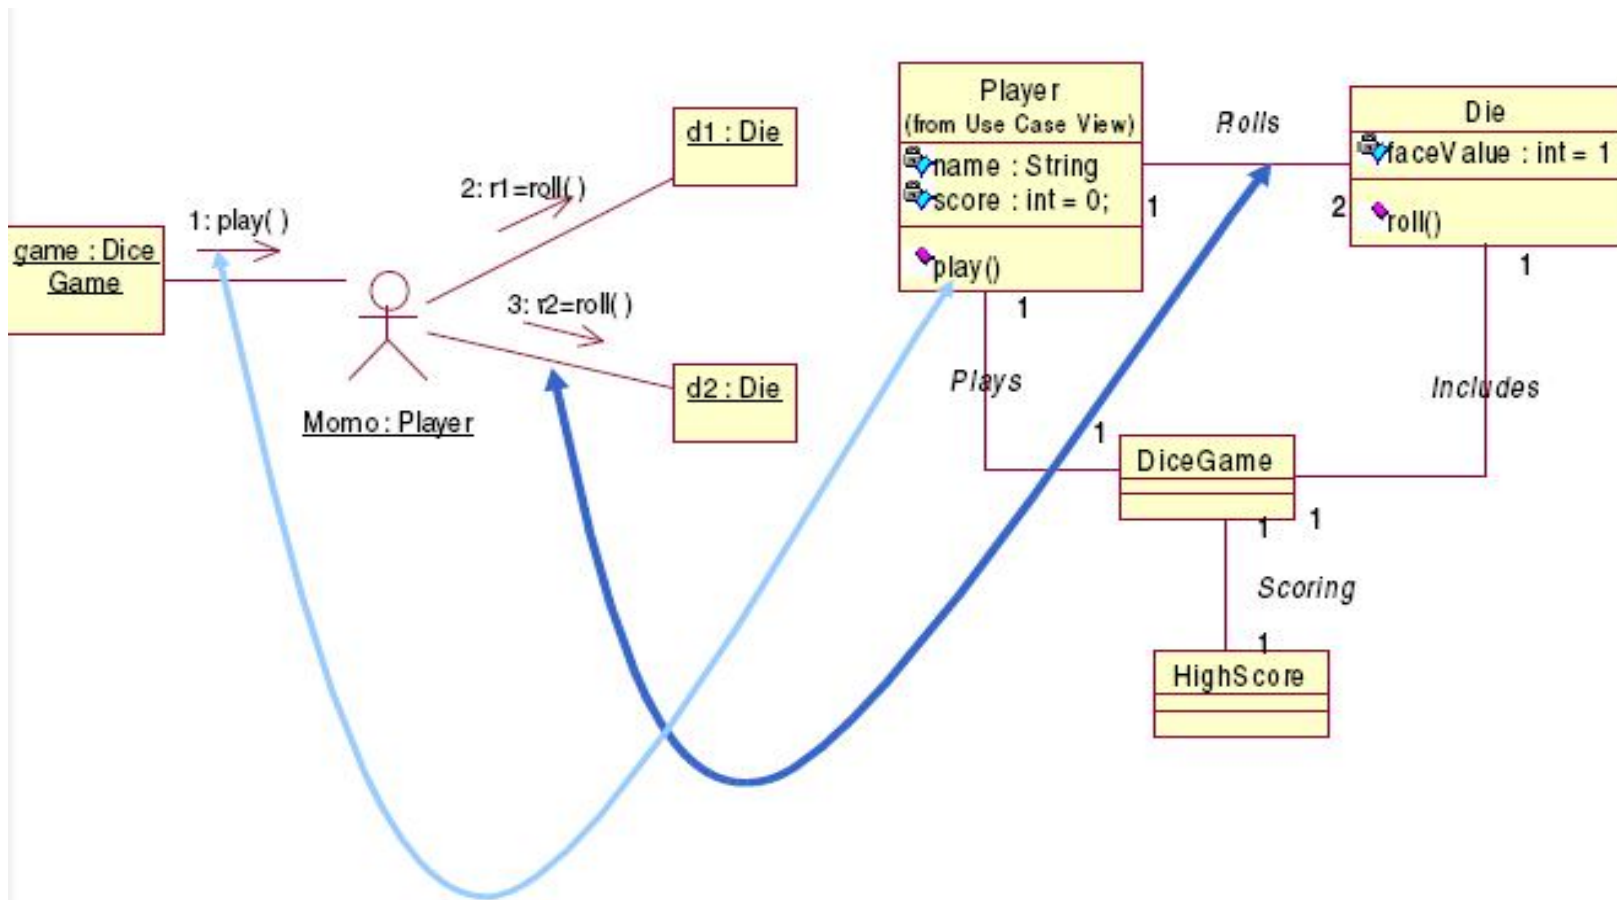 1: play( )
game : Dice
Game
2: r1=roll( )
d1 : Die
3: r2=roll( )
d2 : Die
Momo : Player
Player
(from Use Case View)
name : String
score : int = 0;
play()
Rolls
1
2
Die
faceValue : int = 1
roll()
1
Plays
1
1
Includes
1
DiceGame
1
1
Scoring
1
HighScore